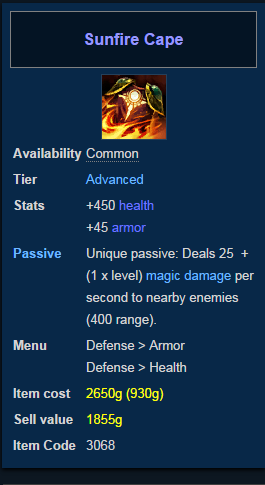 Sunfire Cape
Availability Common
Tier Advanced
Stats +450 health
+45 armor
Passive Unique passive: Deals 25 +
(1 x level) magic damage per
second to nearby enemies
(400 range).
Menu Defense > Armor
Defense > Health
Item cost 2650g (930g)
Sell value 1855g
Item Code 3068